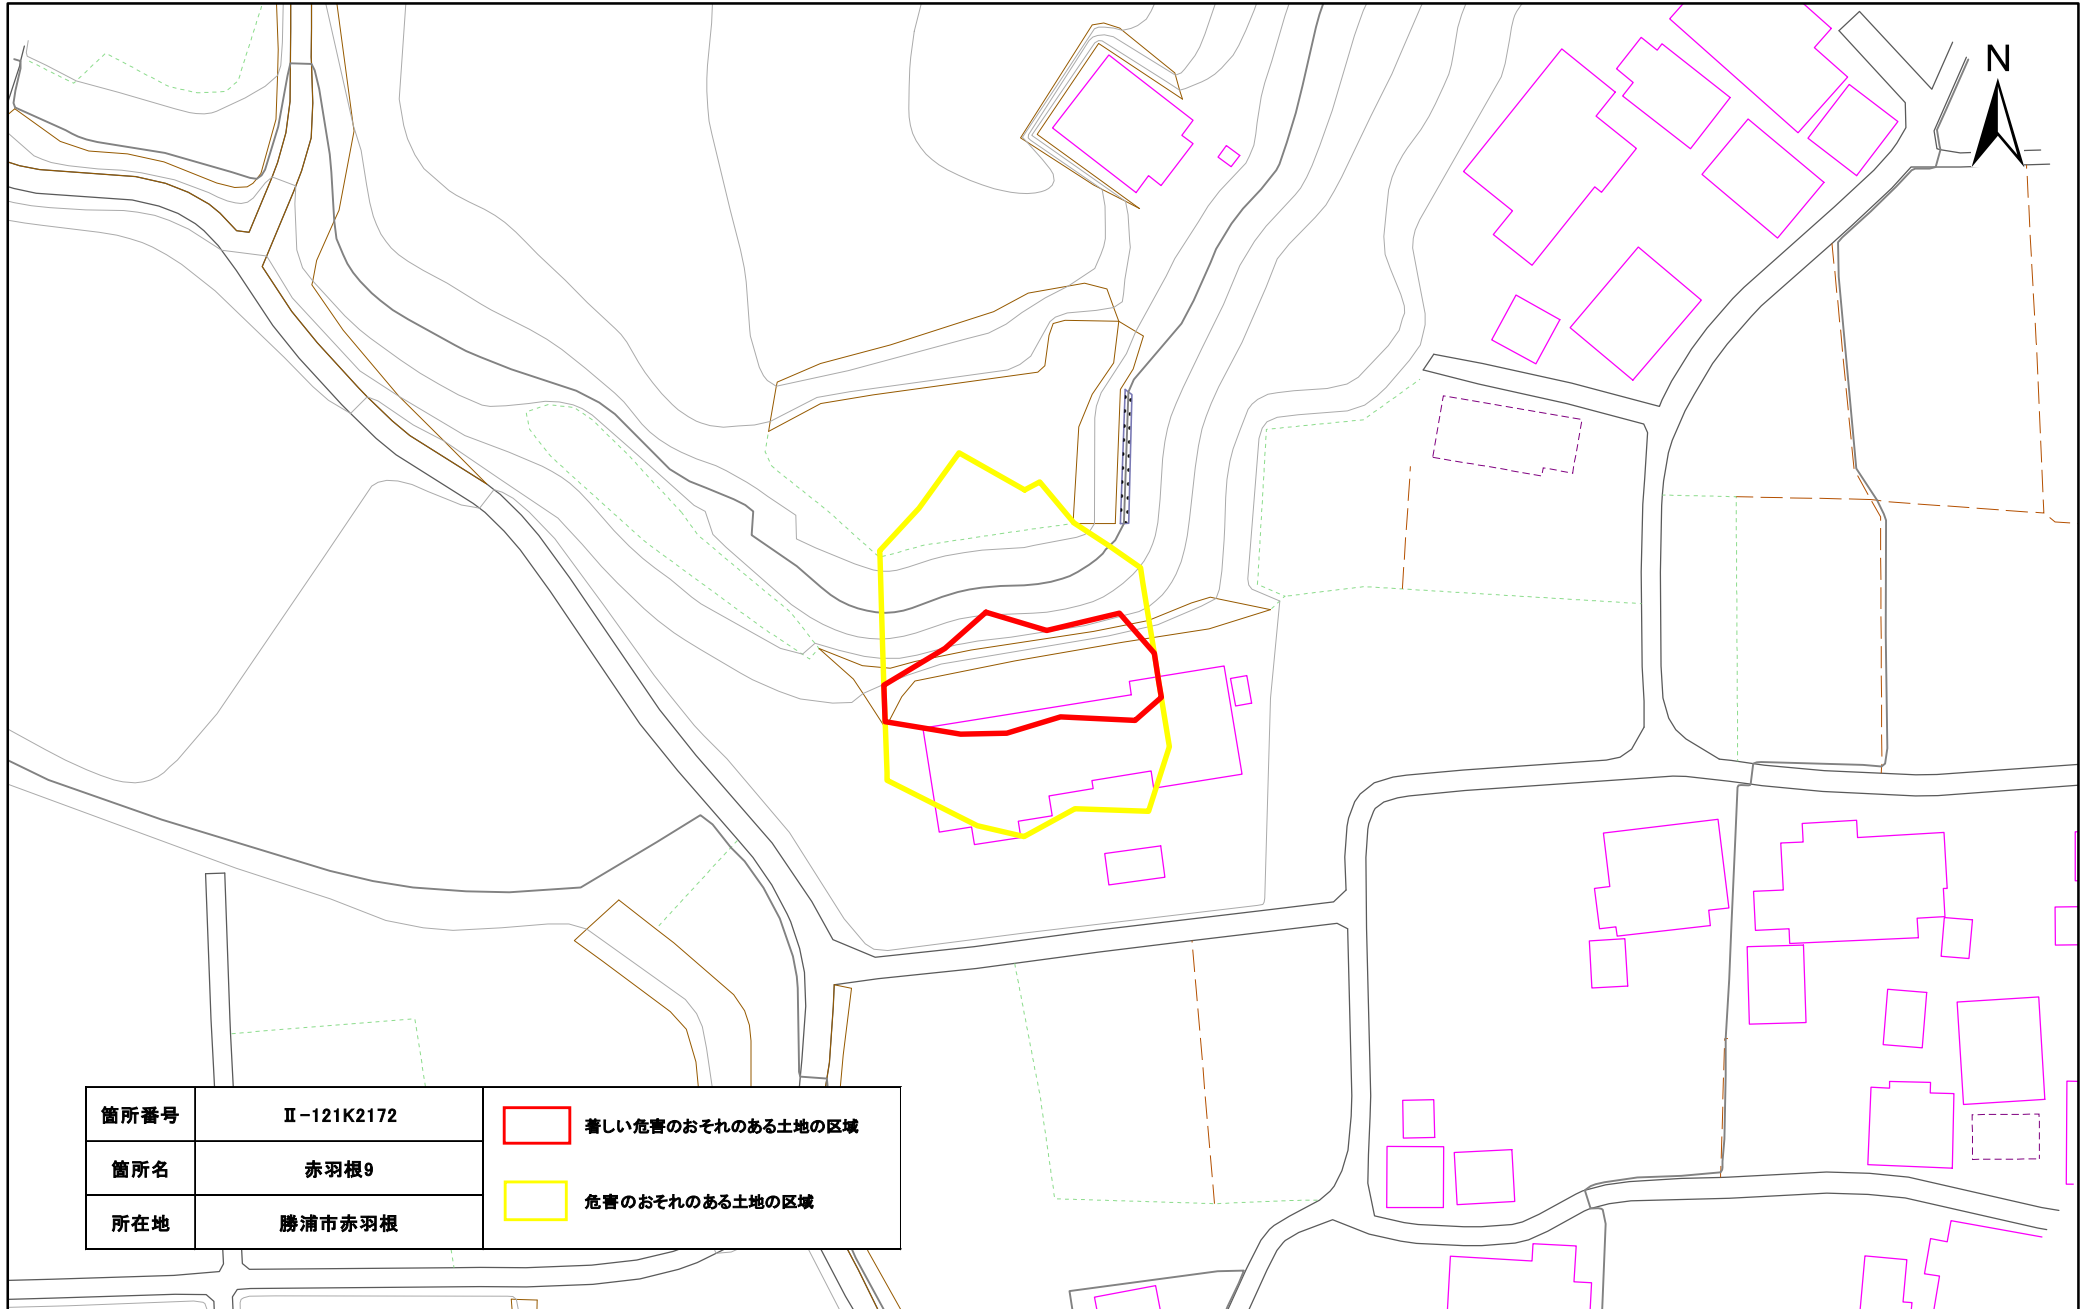 N
箇所番号 Ⅱ-121K2172
箇所名 赤羽根9
所在地 勝浦市赤羽根
著しい危害のおそれのある土地の区域
危害のおそれのある土地の区域